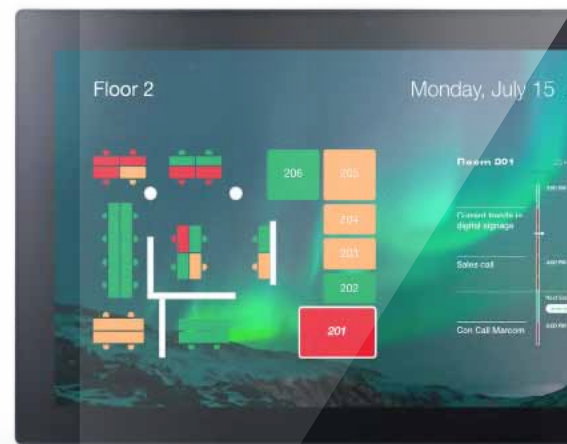 Floor 2
Monday, July 15
206
205
204
203
202
201
Room 201
Current trends in
digital signage
Sales call
Con Call Marcom